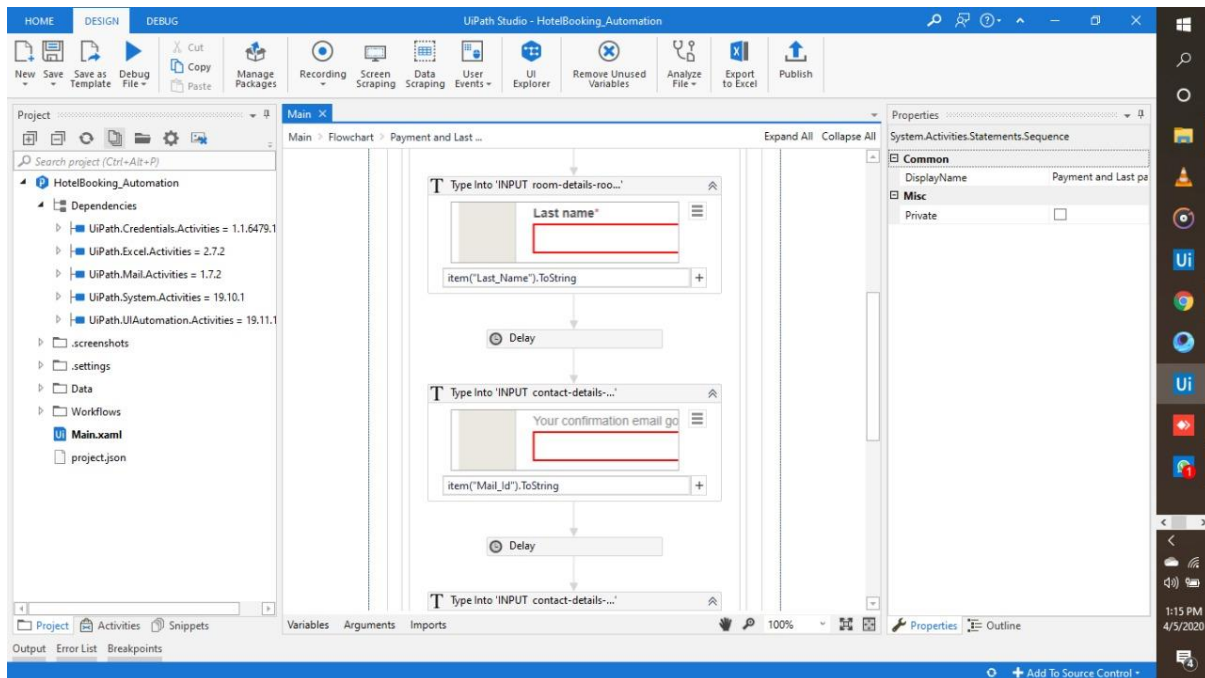 HOME DESIGN DEBUG UiPath Studio - HotelBooking_Automation
New Save Save as Template Debug File Cut Copy Paste Manage Packages Recording Screen Scraping Data Scraping User Events UI Explorer Remove Unused Variables Analyze File Export to Excel Publish
Project
Search project (Ctrl+Alt+P)
HotelBooking_Automation
Dependencies
UiPath.Credentials.Activities = 1.1.6479.1
UiPath.Excel.Activities = 2.7.2
UiPath.Mail.Activities = 1.7.2
UiPath.System.Activities = 19.10.1
UiPath.UIAutomation.Activities = 19.11.1
.screenshots
.settings
Data
Workflows
Main.xaml
project.json
Project Activities Snippets
Main
Main > Flowchart > Payment and Last ... Expand All Collapse All
Type Into 'INPUT room-details-roo...'
Last name*
item("Last_Name").ToString
Delay
Type Into 'INPUT contact-details-...'
Your confirmation email go
item("Mail_Id").ToString
Delay
Type Into 'INPUT contact-details-...'
Variables Arguments Imports 100%
Properties
System.Activities.Statements.Sequence
Common
DisplayName Payment and Last pa
Misc
Private
Properties Outline
Output Error List Breakpoints
Add To Source Control
Ui
Ui
1
1:15 PM
4/5/2020
4